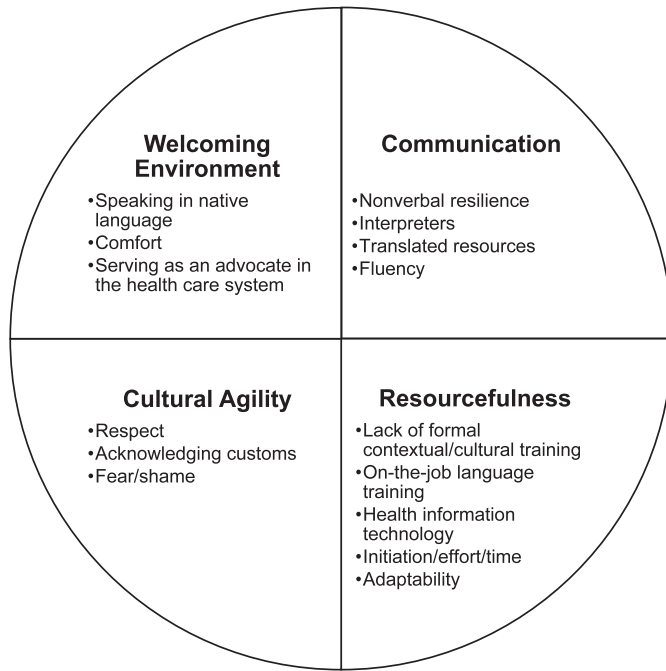 Welcoming
Environment
•Speaking in native
language
•Comfort
•Serving as an advocate in
the health care system
Communication
•Nonverbal resilience
•Interpreters
•Translated resources
•Fluency
Cultural Agility
•Respect
•Acknowledging customs
•Fear/shame
Resourcefulness
•Lack of formal
contextual/cultural training
•On-the-job language
training
•Health information
technology
•Initiation/effort/time
•Adaptability